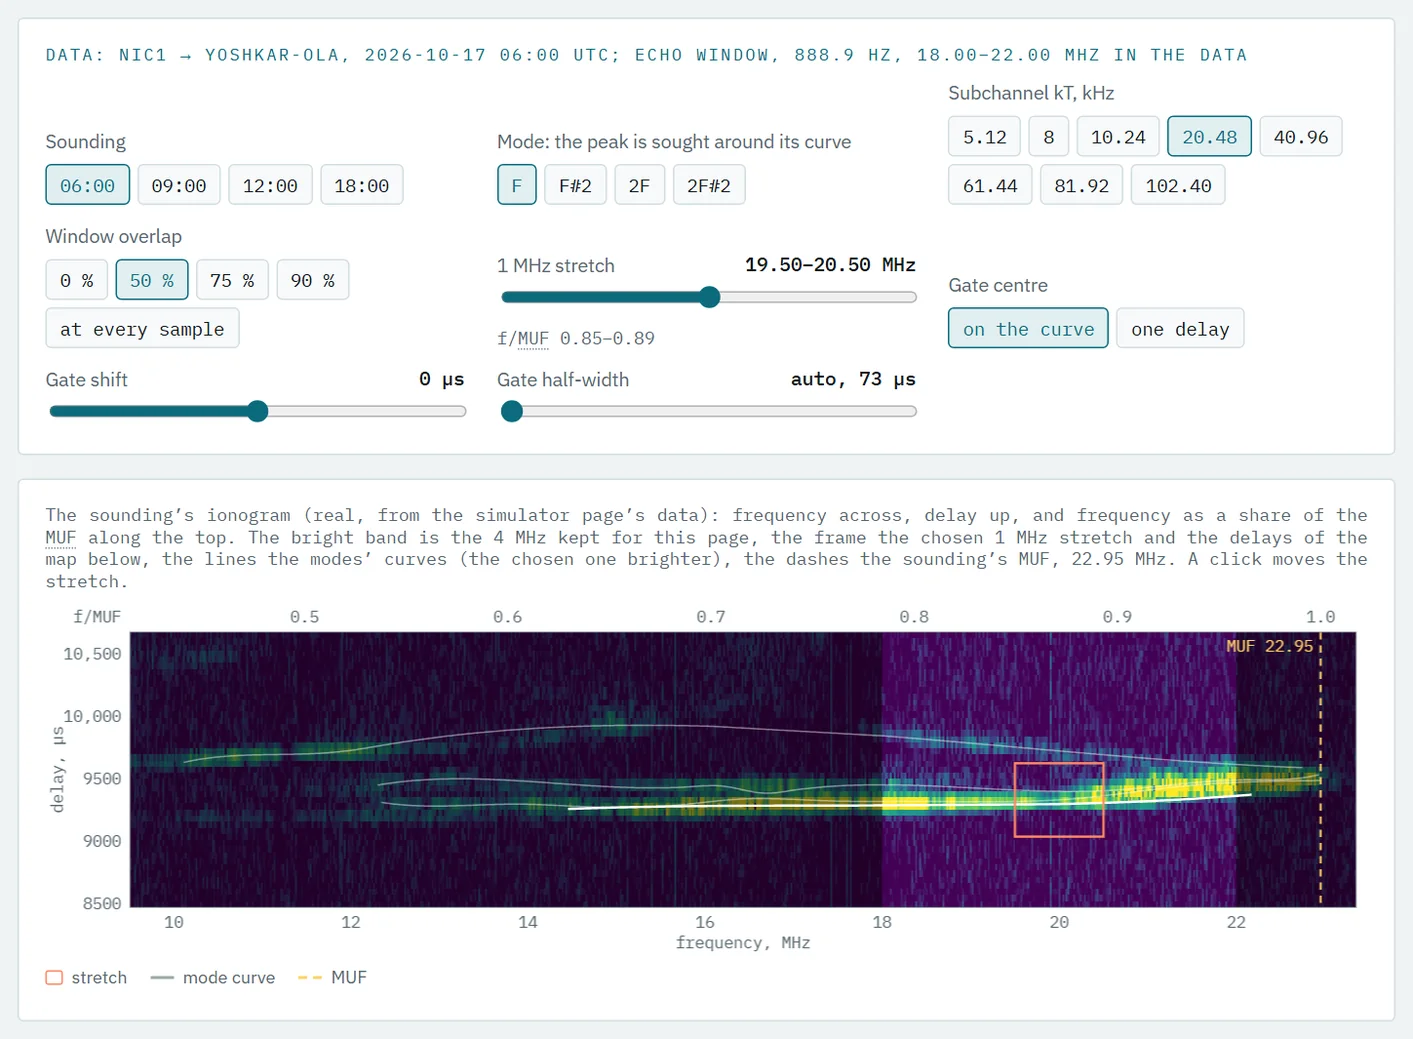 DATA: NIC1 → YOSHKAR-OLA, 2026-10-17 06:00 UTC; ECHO WINDOW, 888.9 HZ, 18.00–22.00 MHZ IN THE DATA
Sounding
06:00 09:00 12:00 18:00
Mode: the peak is sought around its curve
F F#2 2F 2F#2
Subchannel kT, kHz
5.12 8 10.24 20.48 40.96
61.44 81.92 102.40
Window overlap
0 % 50 % 75 % 90 %
at every sample
1 MHz stretch 19.50–20.50 MHz
f/MUF 0.85–0.89
Gate centre
on the curve one delay
Gate shift 0 µs
Gate half-width auto, 73 µs
The sounding’s ionogram (real, from the simulator page’s data): frequency across, delay up, and frequency as a share of the
MUF along the top. The bright band is the 4 MHz kept for this page, the frame the chosen 1 MHz stretch and the delays of the
map below, the lines the modes’ curves (the chosen one brighter), the dashes the sounding’s MUF, 22.95 MHz. A click moves the
stretch.
f/MUF 0.5 0.6 0.7 0.8 0.9 1.0
MUF 22.95
10,500
10,000
9500
9000
8500
delay, µs
10 12 14 16 18 20 22
frequency, MHz
stretch mode curve MUF